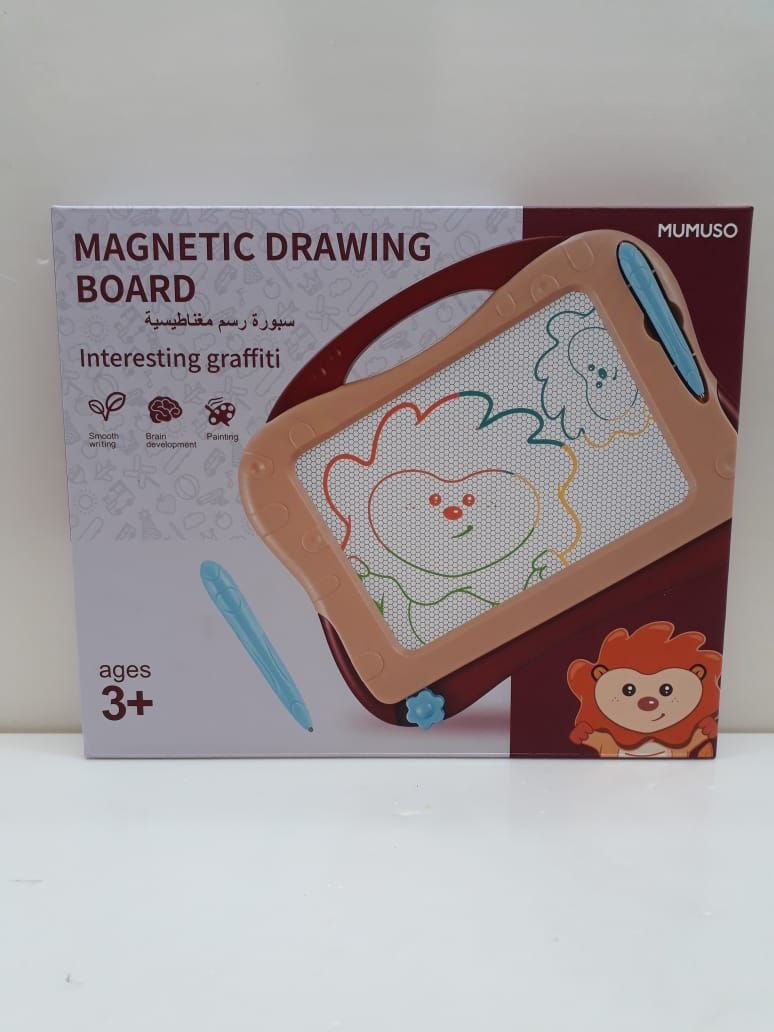 MUMUSO
MAGNETIC DRAWING
BOARD
سبورة رسم مغناطيسية
Interesting graffiti
Smooth
writing
Brain
development
Painting
ages
3+